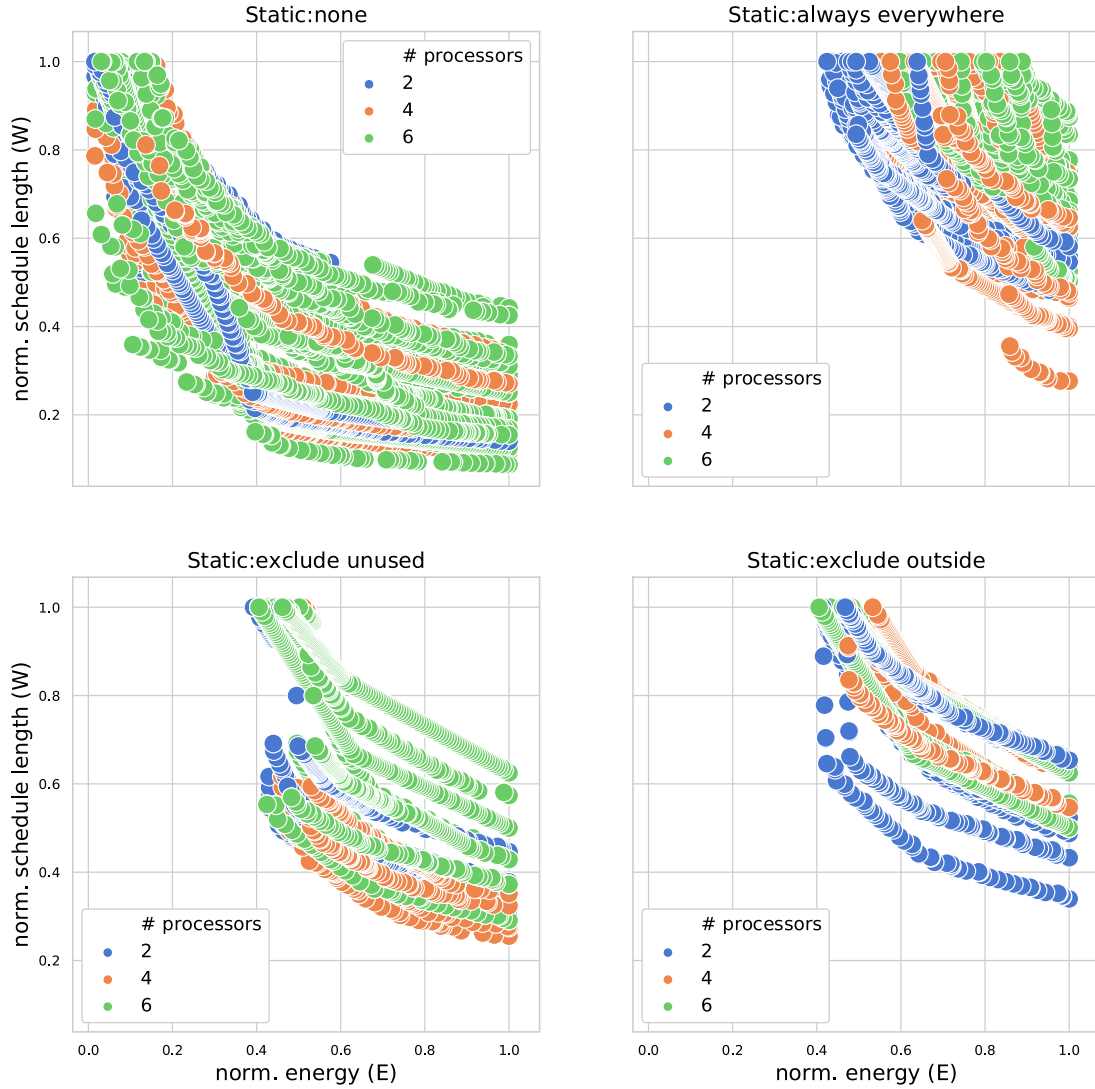 Static:none
Static:always everywhere
norm. schedule length (W)
1.0
0.8
0.6
0.4
0.2
# processors
2
4
6
# processors
2
4
6
Static:exclude unused
Static:exclude outside
norm. schedule length (W)
1.0
0.8
0.6
0.4
0.2
# processors
2
4
6
# processors
2
4
6
0.0 0.2 0.4 0.6 0.8 1.0
0.0 0.2 0.4 0.6 0.8 1.0
norm. energy (E)
norm. energy (E)